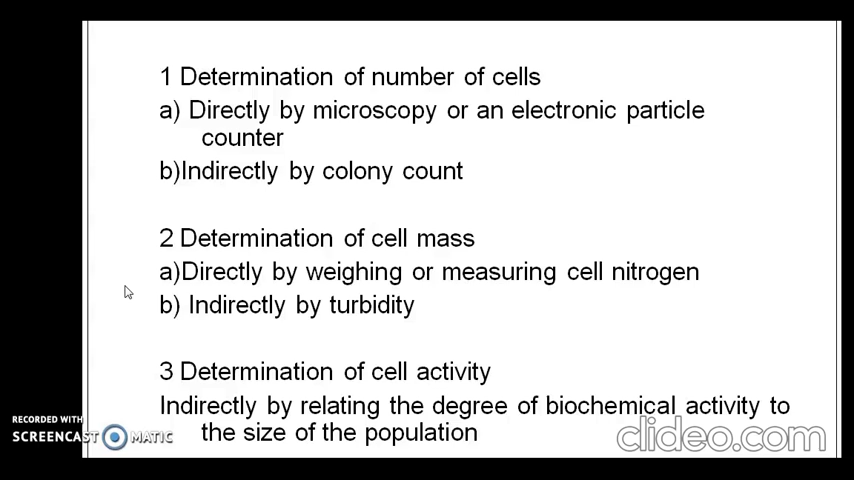 1 Determination of number of cells
a) Directly by microscopy or an electronic particle
counter
b)Indirectly by colony count
2 Determination of cell mass
a)Directly by weighing or measuring cell nitrogen
b) Indirectly by turbidity
3 Determination of cell activity
Indirectly by relating the degree of biochemical activity to
the size of the population
RECORDED WITH
SCREENCAST MATIC
clideo.com